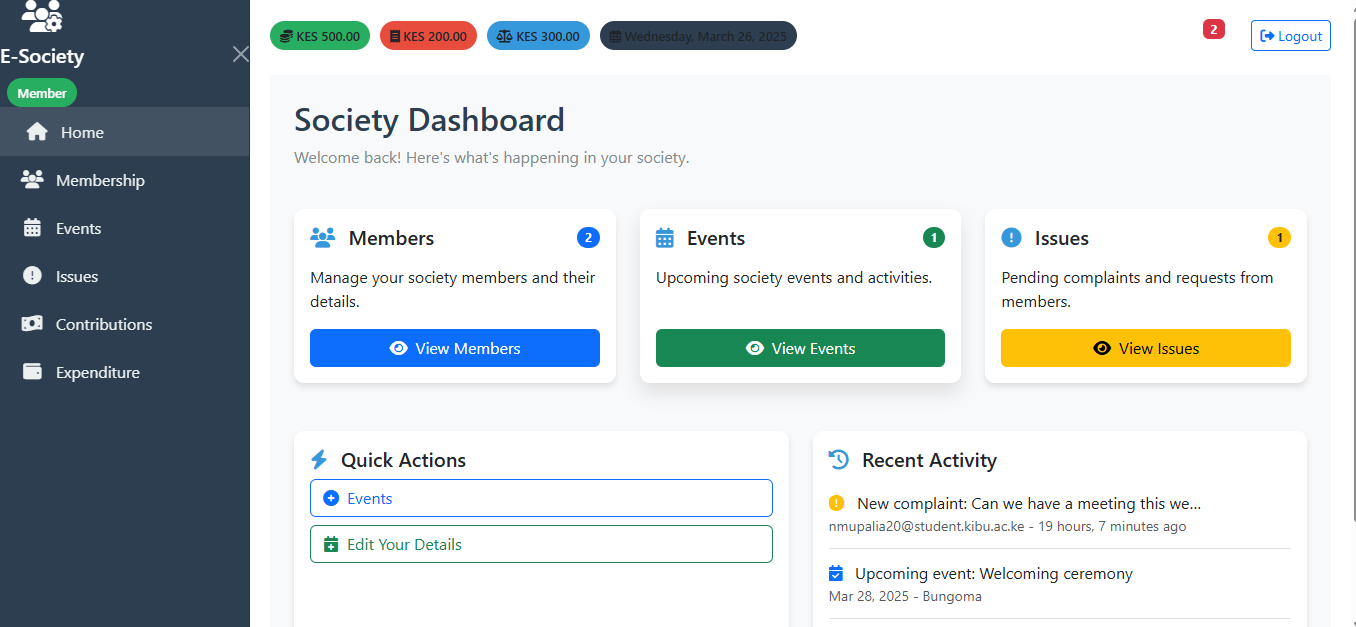 E-Society
Member
Home
Membership
Events
Issues
Contributions
Expenditure
KES 500.00
KES 200.00
KES 300.00
Wednesday, March 26, 2025
2
Logout
Society Dashboard
Welcome back! Here's what's happening in your society.
Members
2
Manage your society members and their
details.
View Members
Events
1
Upcoming society events and activities.
View Events
Issues
1
Pending complaints and requests from
members.
View Issues
Quick Actions
Events
Edit Your Details
Recent Activity
New complaint: Can we have a meeting this we...
nmupalia20@student.kibu.ac.ke - 19 hours, 7 minutes ago
Upcoming event: Welcoming ceremony
Mar 28, 2025 - Bungoma